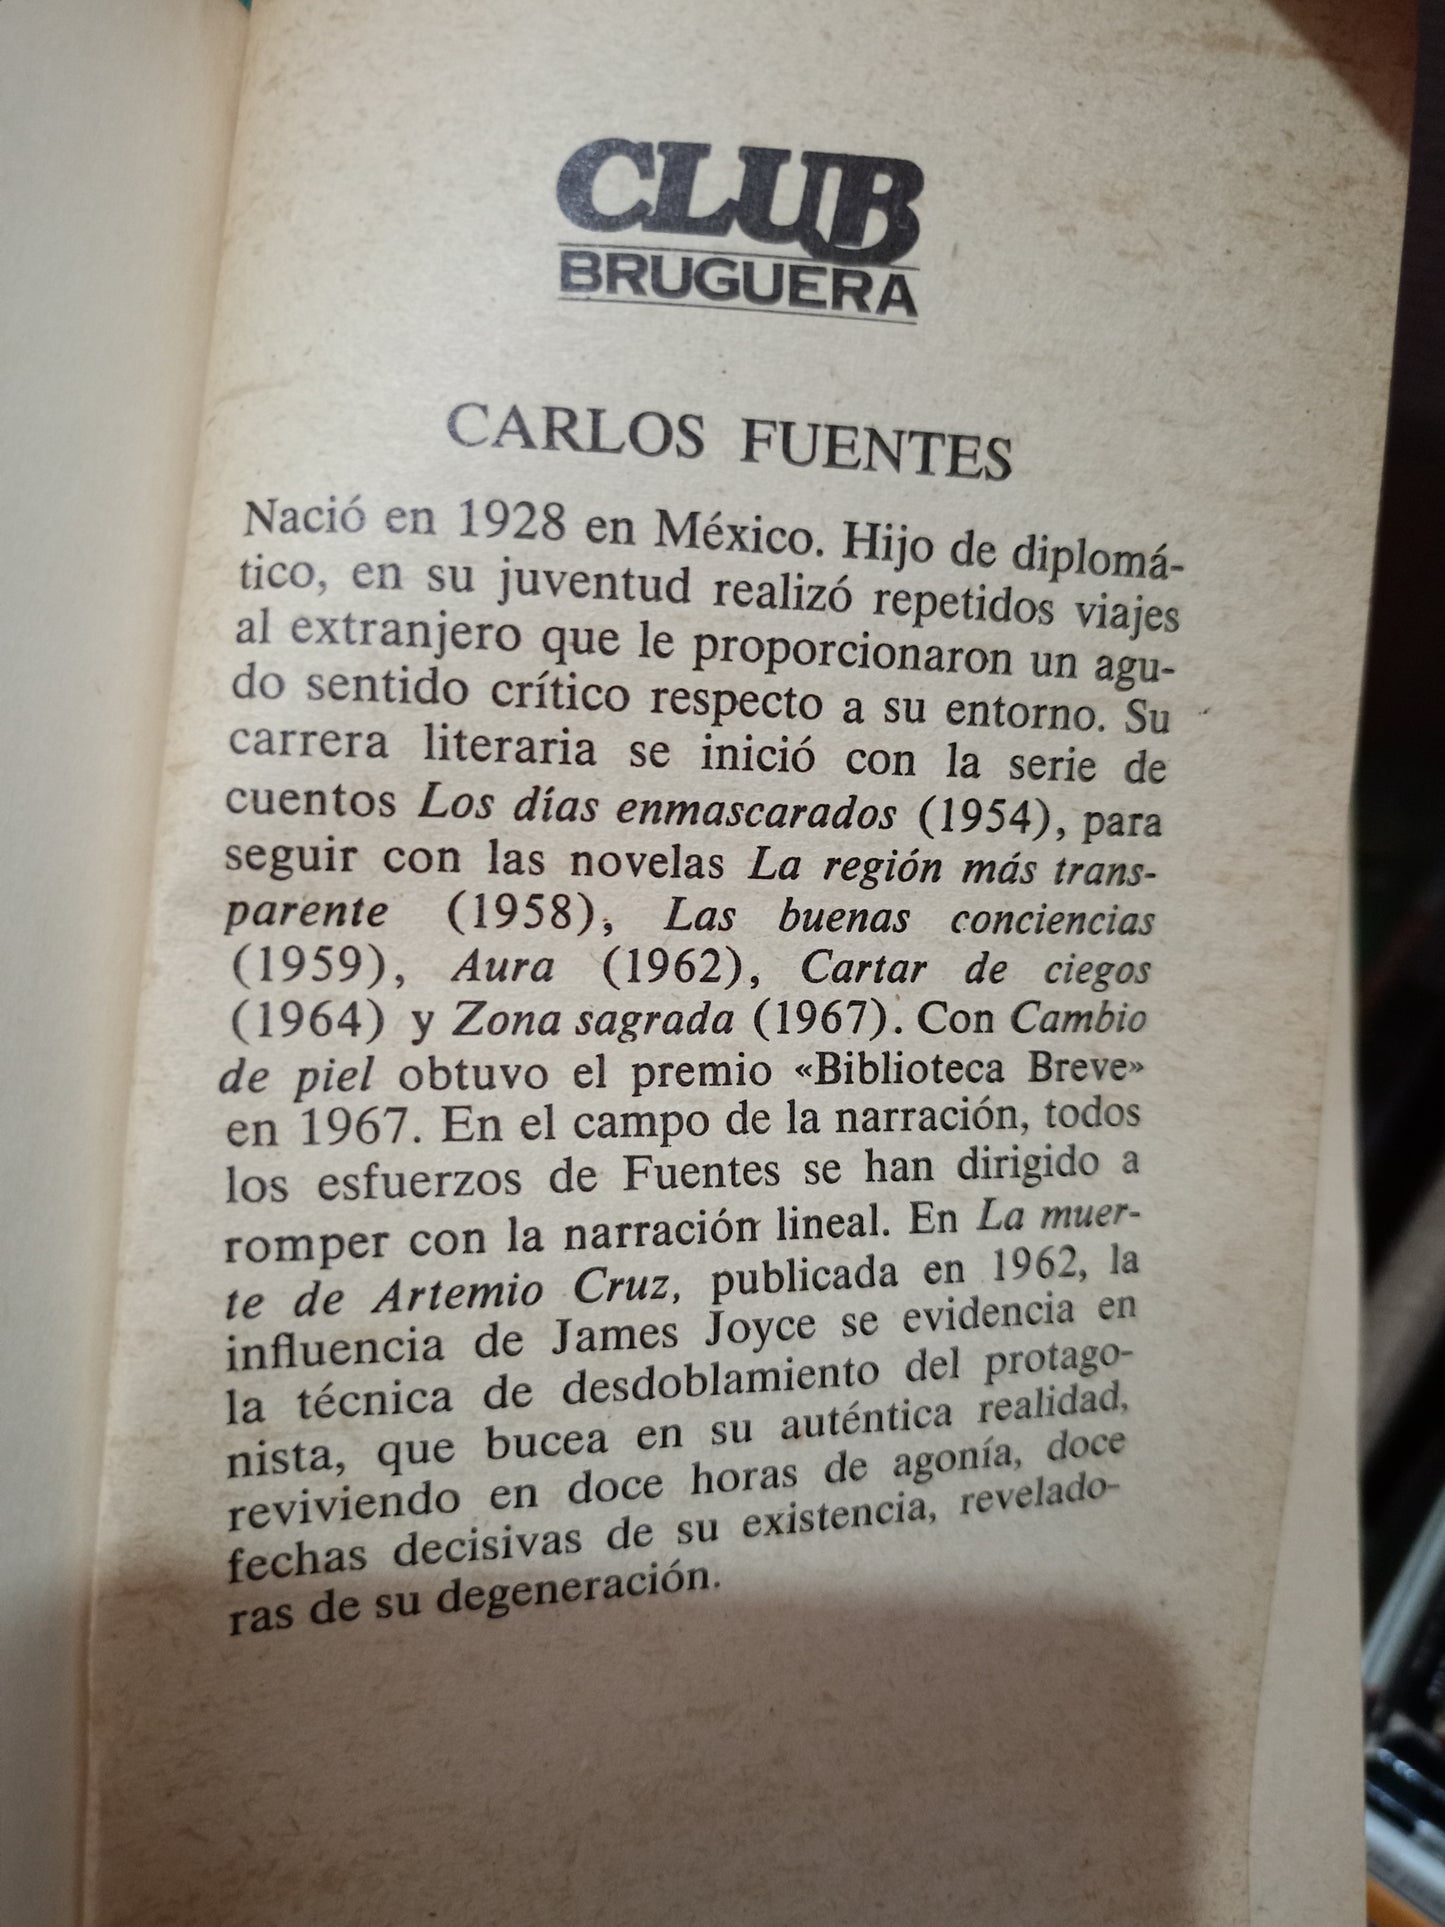 CLUB
BRUGUERA
CARLOS FUENTES
Nació en 1928 en México. Hijo de diplomá-
tico, en su juventud realizó repetidos viajes
al extranjero que le proporcionaron un agu-
do sentido crítico respecto a su entorno. Su
carrera literaria se inició con la serie de
cuentos Los días enmascarados (1954), para
seguir con las novelas La región más trans-
parente (1958), Las buenas conciencias
(1959), Aura (1962), Cartar de ciegos
(1964) y Zona sagrada (1967). Con Cambio
de piel obtuvo el premio «Biblioteca Breve»
en 1967. En el campo de la narración, todos
los esfuerzos de Fuentes se han dirigido a
romper con la narración lineal. En La muer-
te de Artemio Cruz, publicada en 1962, la
influencia de James Joyce se evidencia en
la técnica de desdoblamiento del protago-
nista, que bucea en su auténtica realidad,
reviviendo en doce horas de agonía, doce
fechas decisivas de su existencia, revelado-
ras de su degeneración.